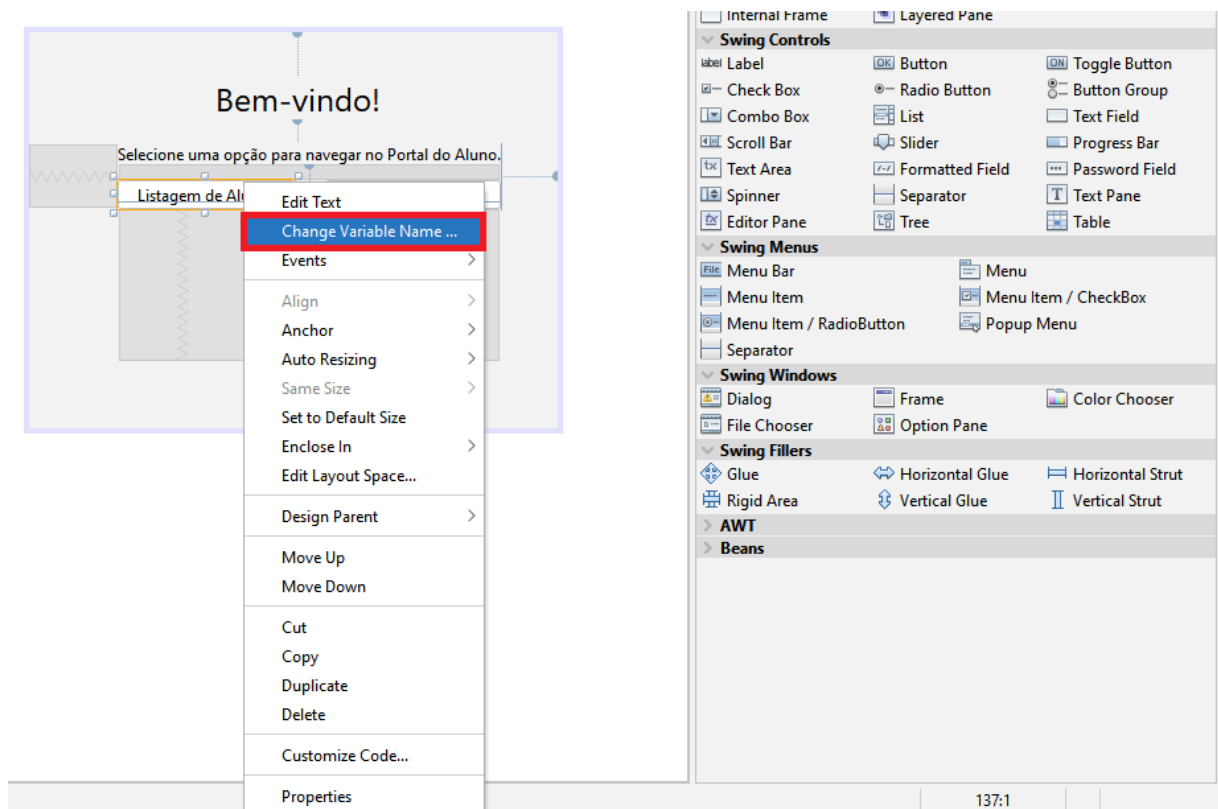 Bem-vindo!
Selecione uma opção para navegar no Portal do Aluno.
Listagem de Al
Edit Text
Change Variable Name ...
Events
Align
Anchor
Auto Resizing
Same Size
Set to Default Size
Enclose In
Edit Layout Space...
Design Parent
Move Up
Move Down
Cut
Copy
Duplicate
Delete
Customize Code...
Properties
Internal Frame Layered Pane
Swing Controls
label Label OK Button ON Toggle Button
Check Box Radio Button Button Group
Combo Box List Text Field
Scroll Bar Slider Progress Bar
tx Text Area Formatted Field Password Field
Spinner Separator T Text Pane
Editor Pane Tree Table
Swing Menus
File Menu Bar Menu
Menu Item Menu Item / CheckBox
Menu Item / RadioButton Popup Menu
Separator
Swing Windows
Dialog Frame Color Chooser
File Chooser Option Pane
Swing Fillers
Glue Horizontal Glue Horizontal Strut
Rigid Area Vertical Glue Vertical Strut
AWT
Beans
137:1